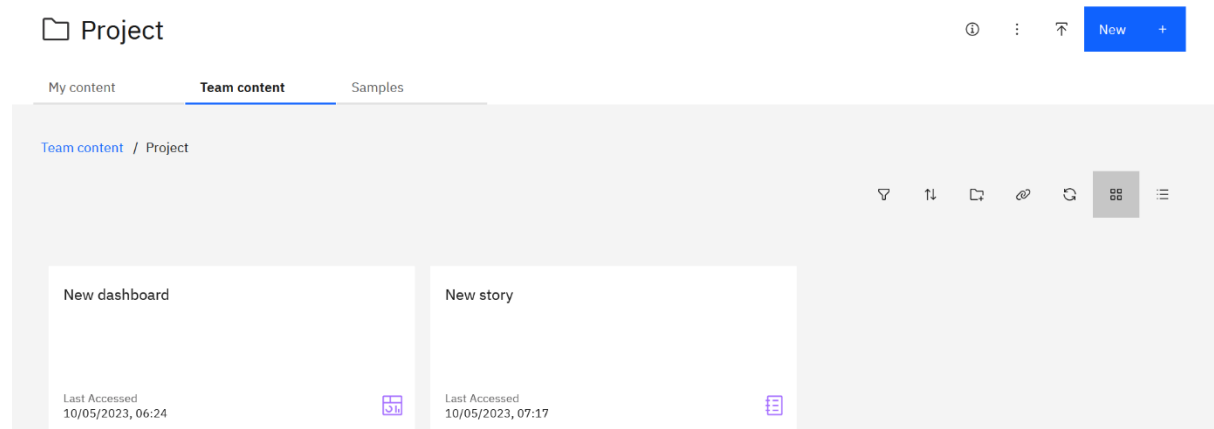 Project
New +
My content Team content Samples
Team content / Project
New dashboard
Last Accessed
10/05/2023, 06:24
New story
Last Accessed
10/05/2023, 07:17